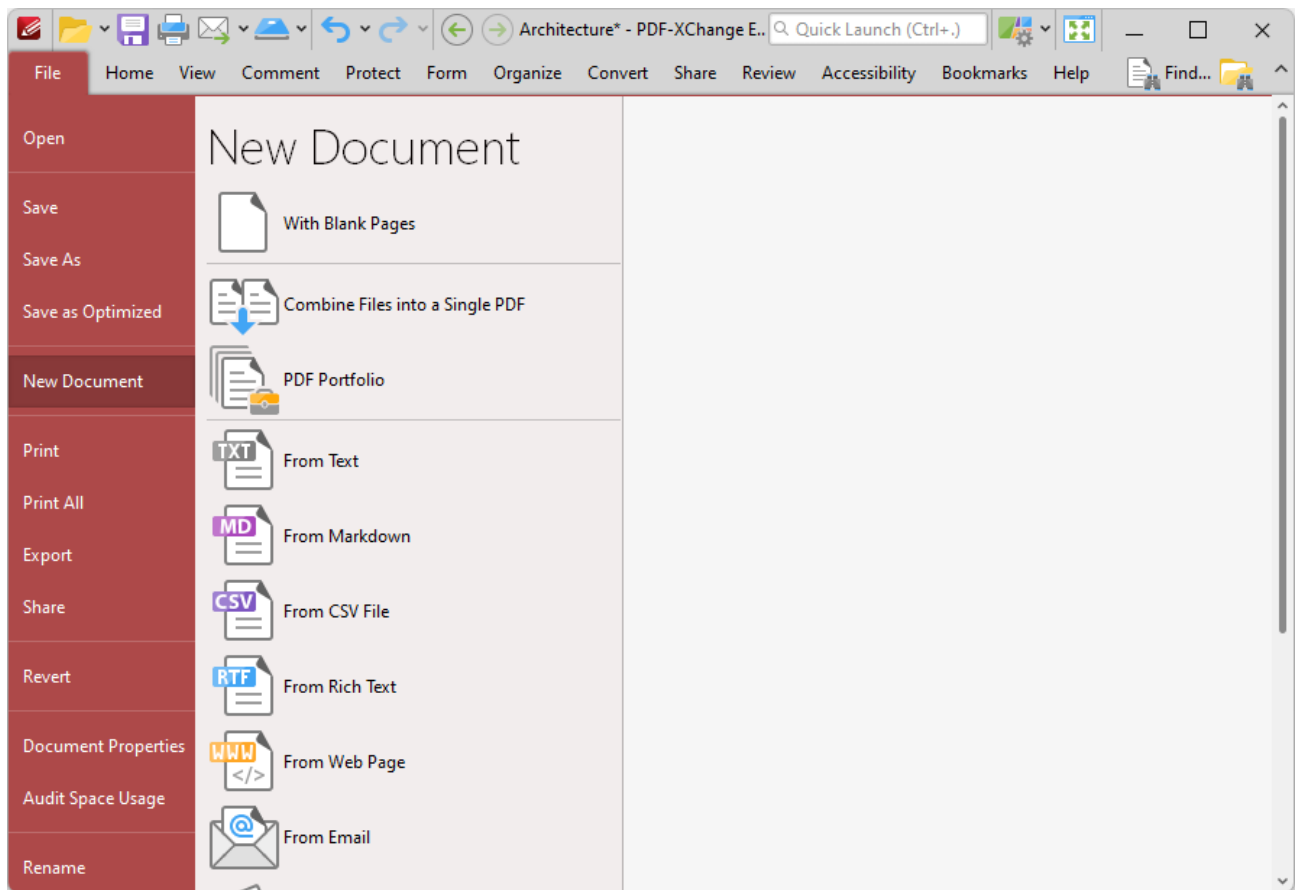 Architecture* - PDF-XChange E.. Quick Launch (Ctrl+.)
File Home View Comment Protect Form Organize Convert Share Review Accessibility Bookmarks Help Find...
Open
Save
Save As
Save as Optimized
New Document
Print
Print All
Export
Share
Revert
Document Properties
Audit Space Usage
Rename
New Document
With Blank Pages
Combine Files into a Single PDF
PDF Portfolio
TXT From Text
MD From Markdown
CSV From CSV File
RTF From Rich Text
WWW From Web Page
</>
@ From Email